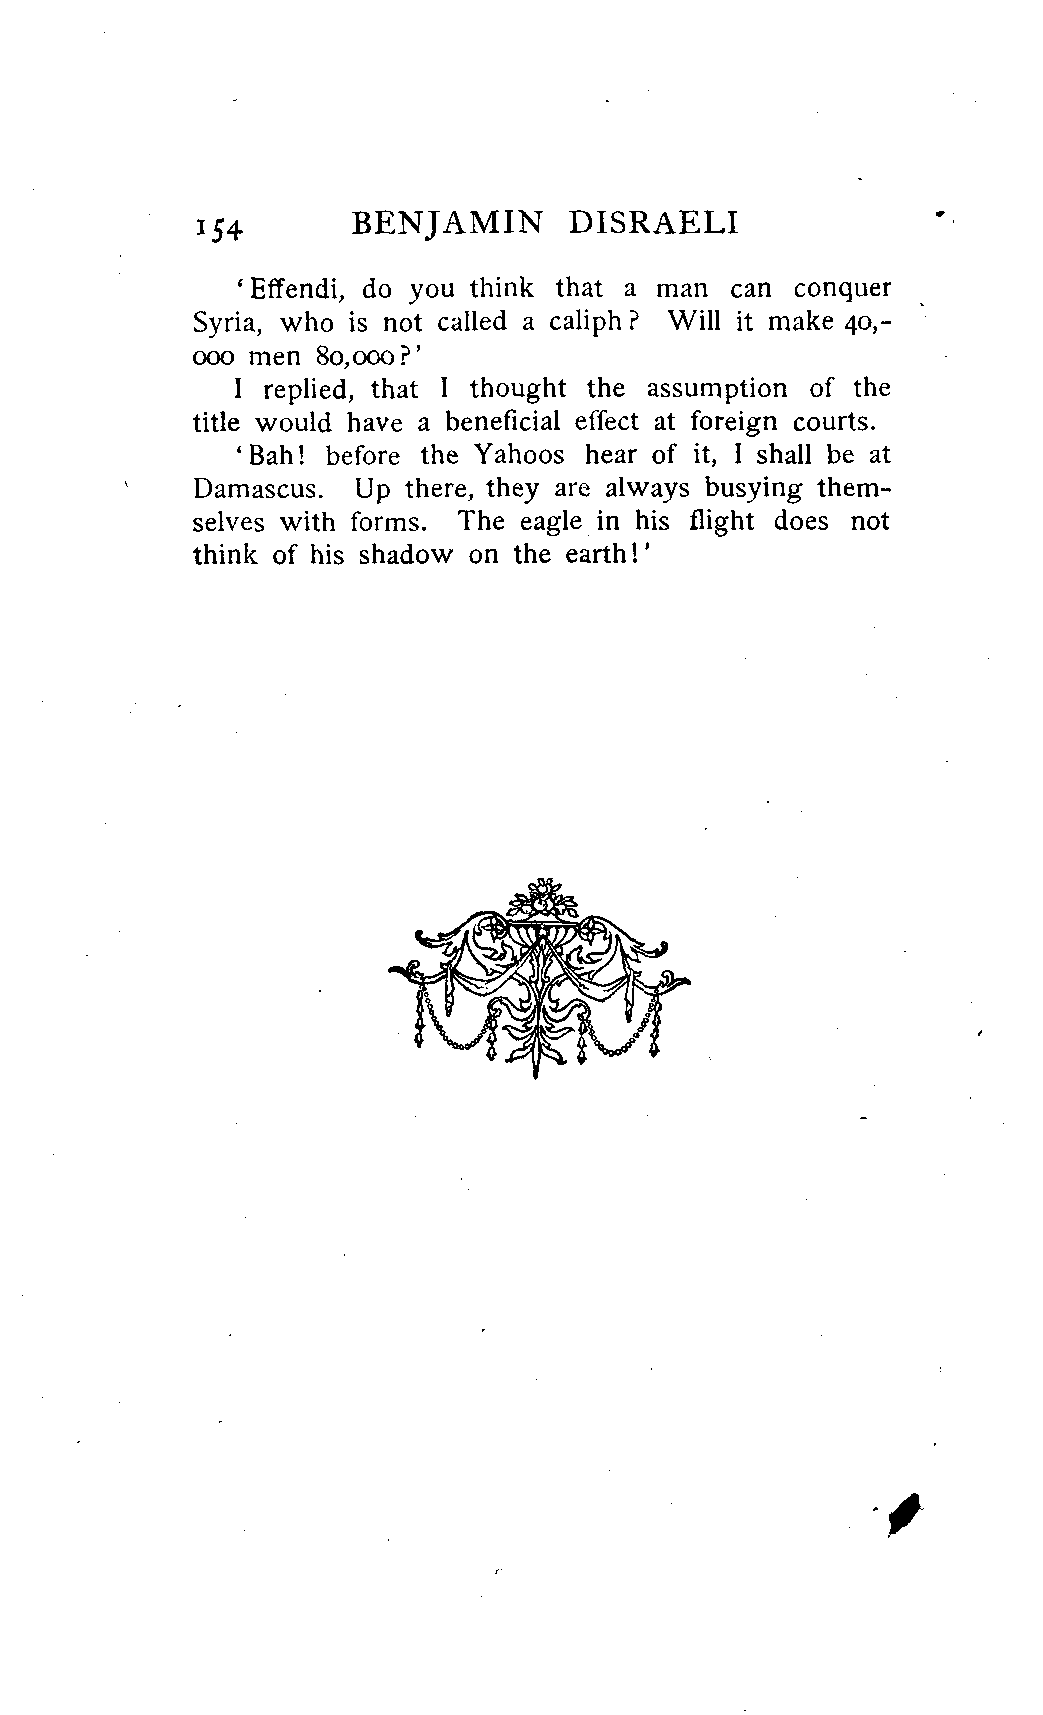 154 BENJAMIN DISRAELI
‘Effendi, do you think that a man can conquer
Syria, who is not called a caliph? Will it make 40,-
000 men 80,000?’
I replied, that I thought the assumption of the
title would have a beneficial effect at foreign courts.
‘Bah! before the Yahoos hear of it, I shall be at
Damascus. Up there, they are always busying them-
selves with forms. The eagle in his flight does not
think of his shadow on the earth!’